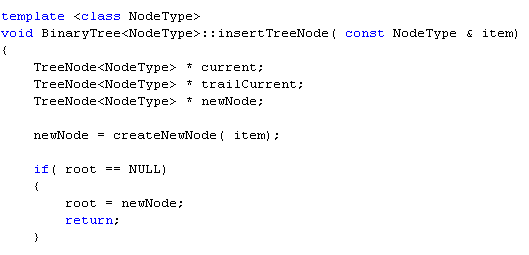 template <class NodeType>
void BinaryTree<NodeType>::insertTreeNode( const NodeType & item)
{
    TreeNode<NodeType> * current;
    TreeNode<NodeType> * trailCurrent;
    TreeNode<NodeType> * newNode;

    newNode = createNewNode( item);

    if( root == NULL)
    {
        root = newNode;
        return;
    }